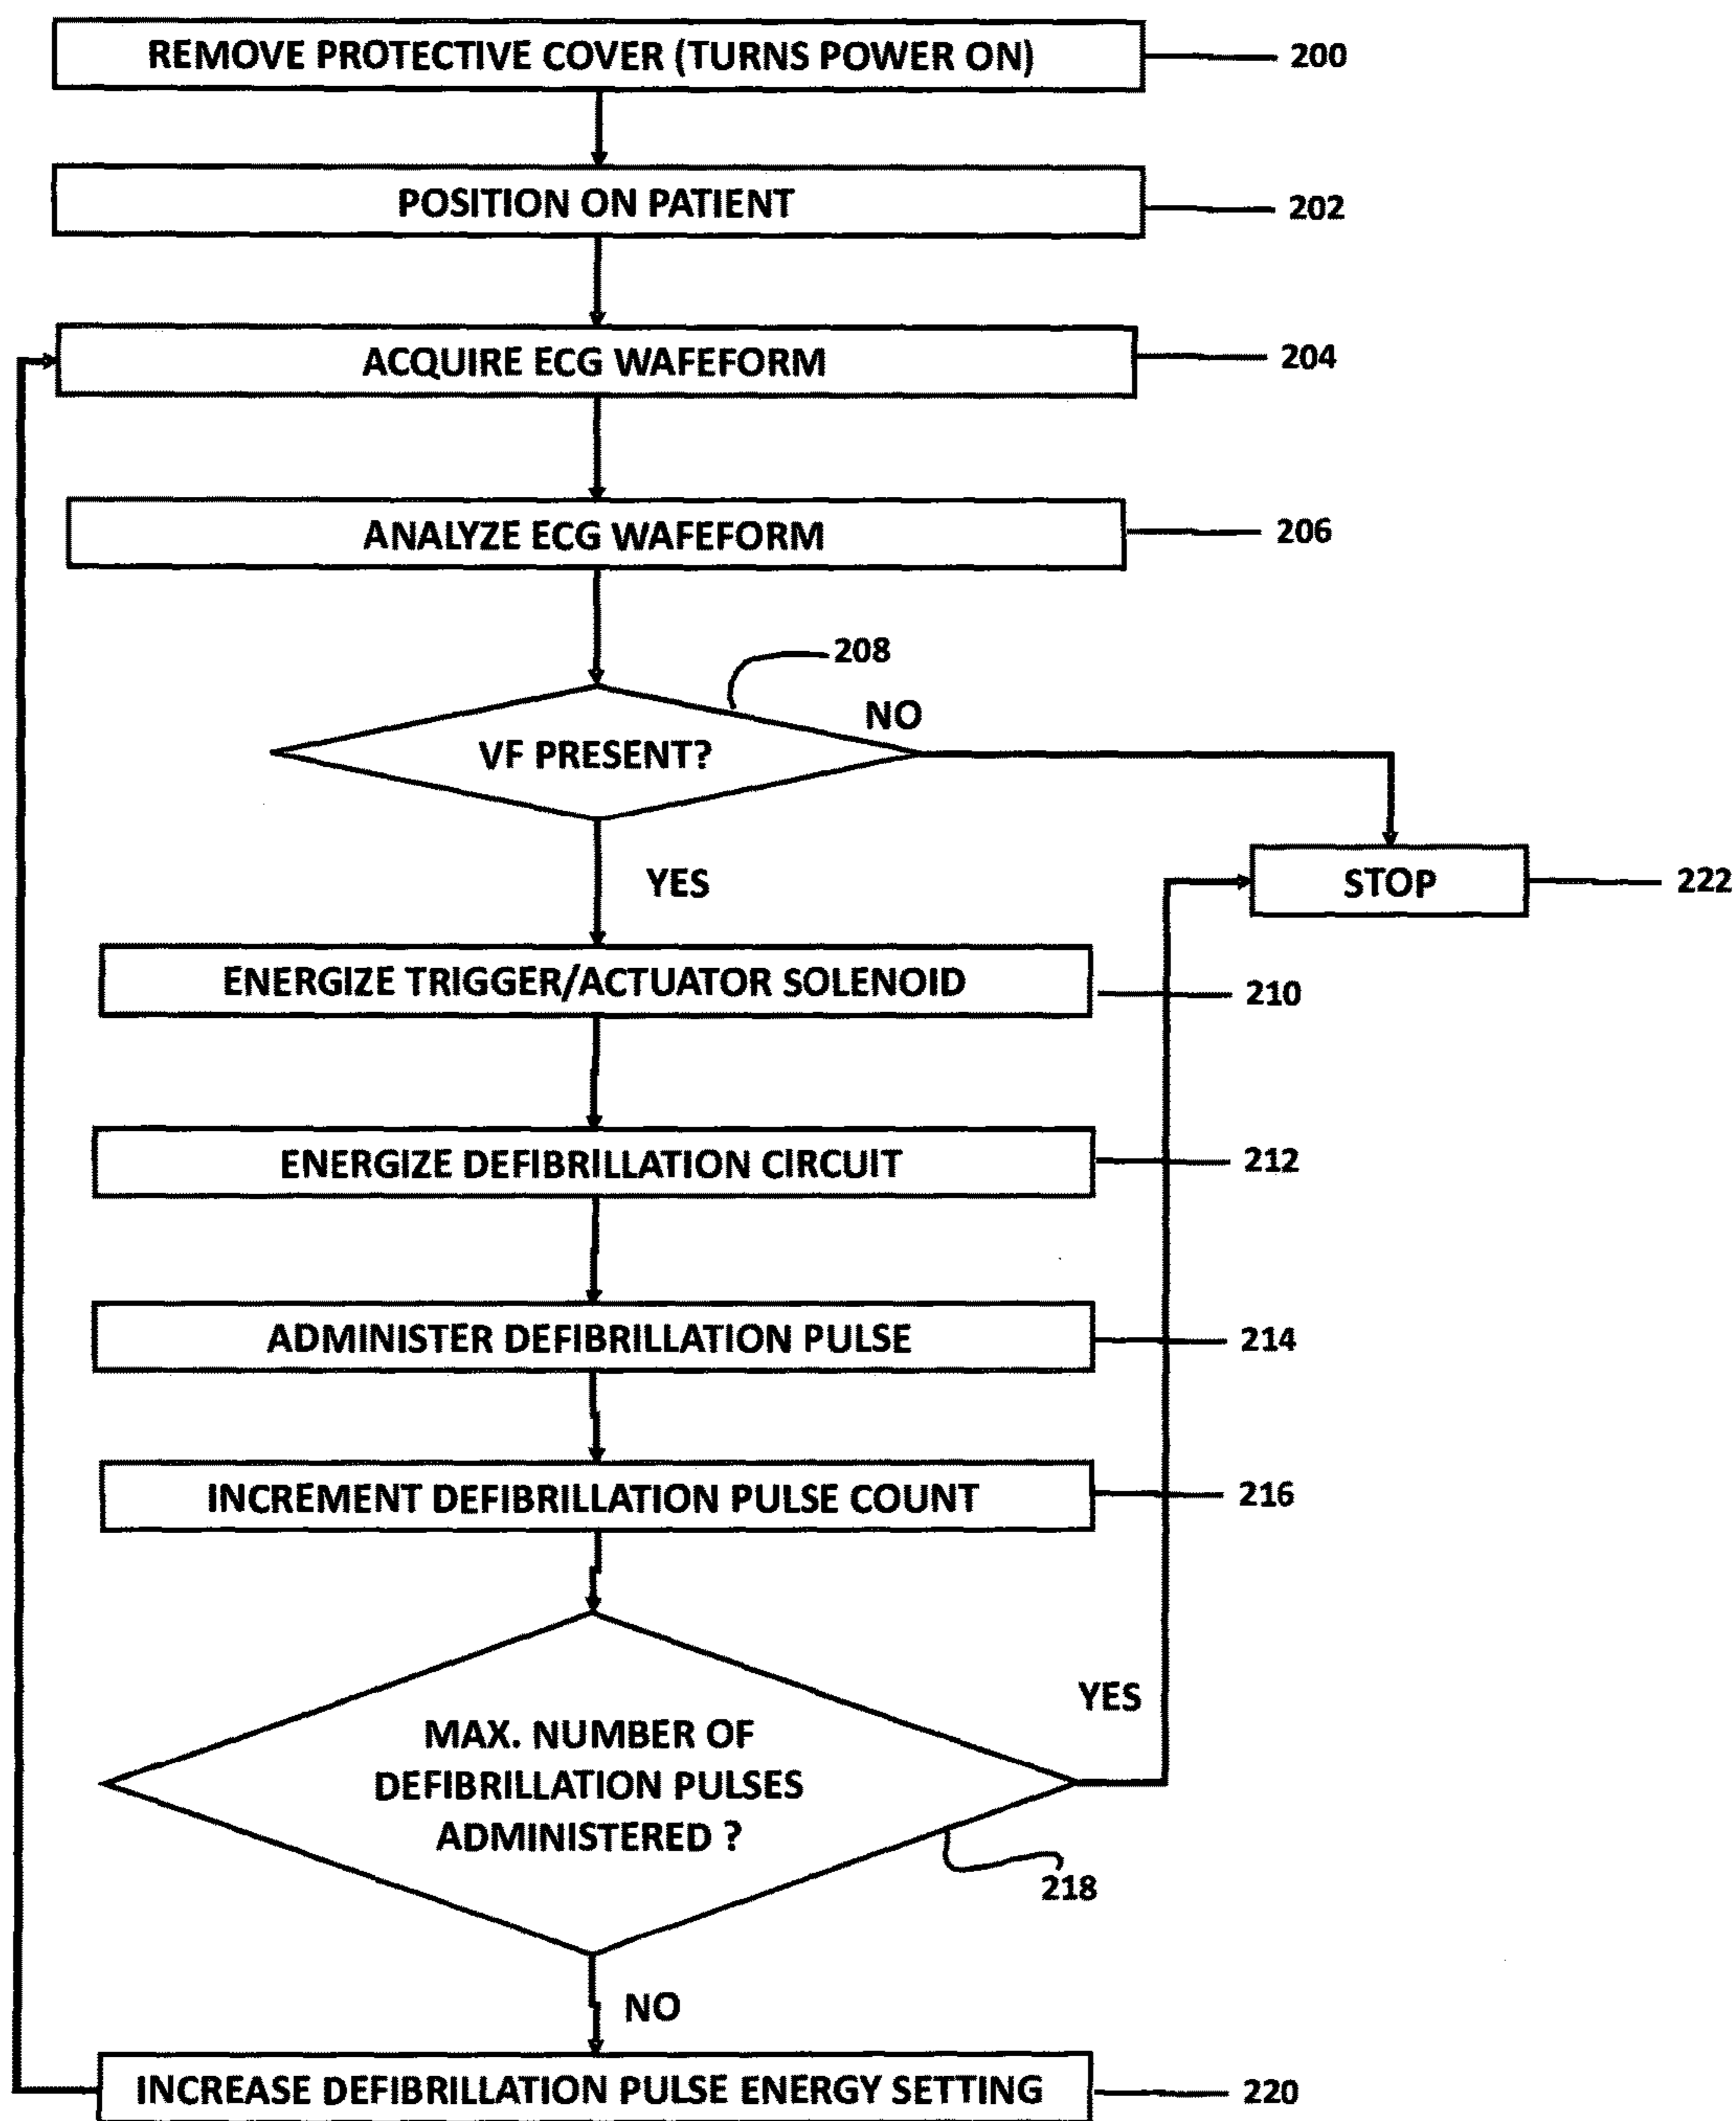 REMOVE PROTECTIVE COVER (TURNS POWER ON)
200
POSITION ON PATIENT
202
ACQUIRE ECG WAFEFORM
204
ANALYZE ECG WAFEFORM
206
208
NO
VF PRESENT?
YES
STOP
222
ENERGIZE TRIGGER/ACTUATOR SOLENOID
210
ENERGIZE DEFIBRILLATION CIRCUIT
212
ADMINISTER DEFIBRILLATION PULSE
214
INCREMENT DEFIBRILLATION PULSE COUNT
216
YES
MAX. NUMBER OF
DEFIBRILLATION PULSES
ADMINISTERED ?
218
NO
INCREASE DEFIBRILLATION PULSE ENERGY SETTING
220